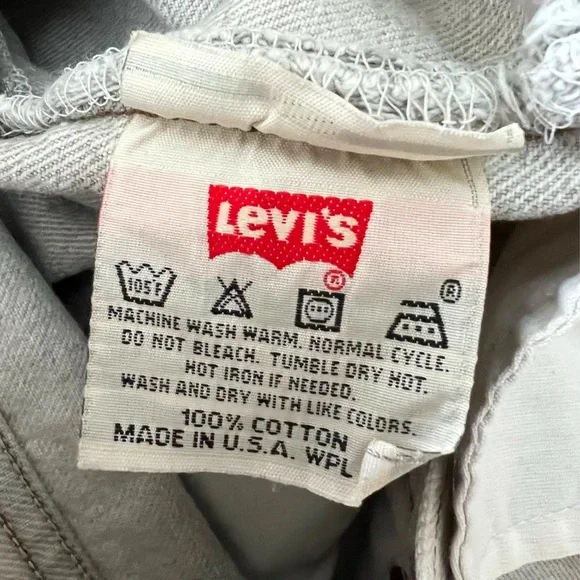 LEVI'S ®
105F ®
MACHINE WASH WARM. NORMAL CYCLE.
DO NOT BLEACH. TUMBLE DRY HOT.
HOT IRON IF NEEDED.
WASH AND DRY WITH LIKE COLORS.
100% COTTON
MADE IN U.S.A. WPL